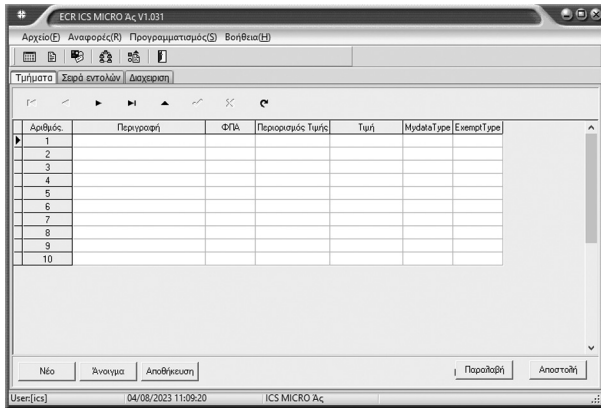 ECR ICS MICRO Άς V1.031
Αρχείο(F) Αναφορές(R) Προγραμματισμός(S) Βοήθεια(H)
Τμήματα Σειρά εντολών Διαχειριση
Αριθμός. Περιγραφή ΦΠΑ Περιορισμός Τιμής Τιμή MydataType ExemptType
1
2
3
4
5
6
7
8
9
10
Νέο Άνοιγμα Αποθήκευση Παραλαβή Αποστολή
User:[ics] 04/08/2023 11:09:20 ICS MICRO Άς